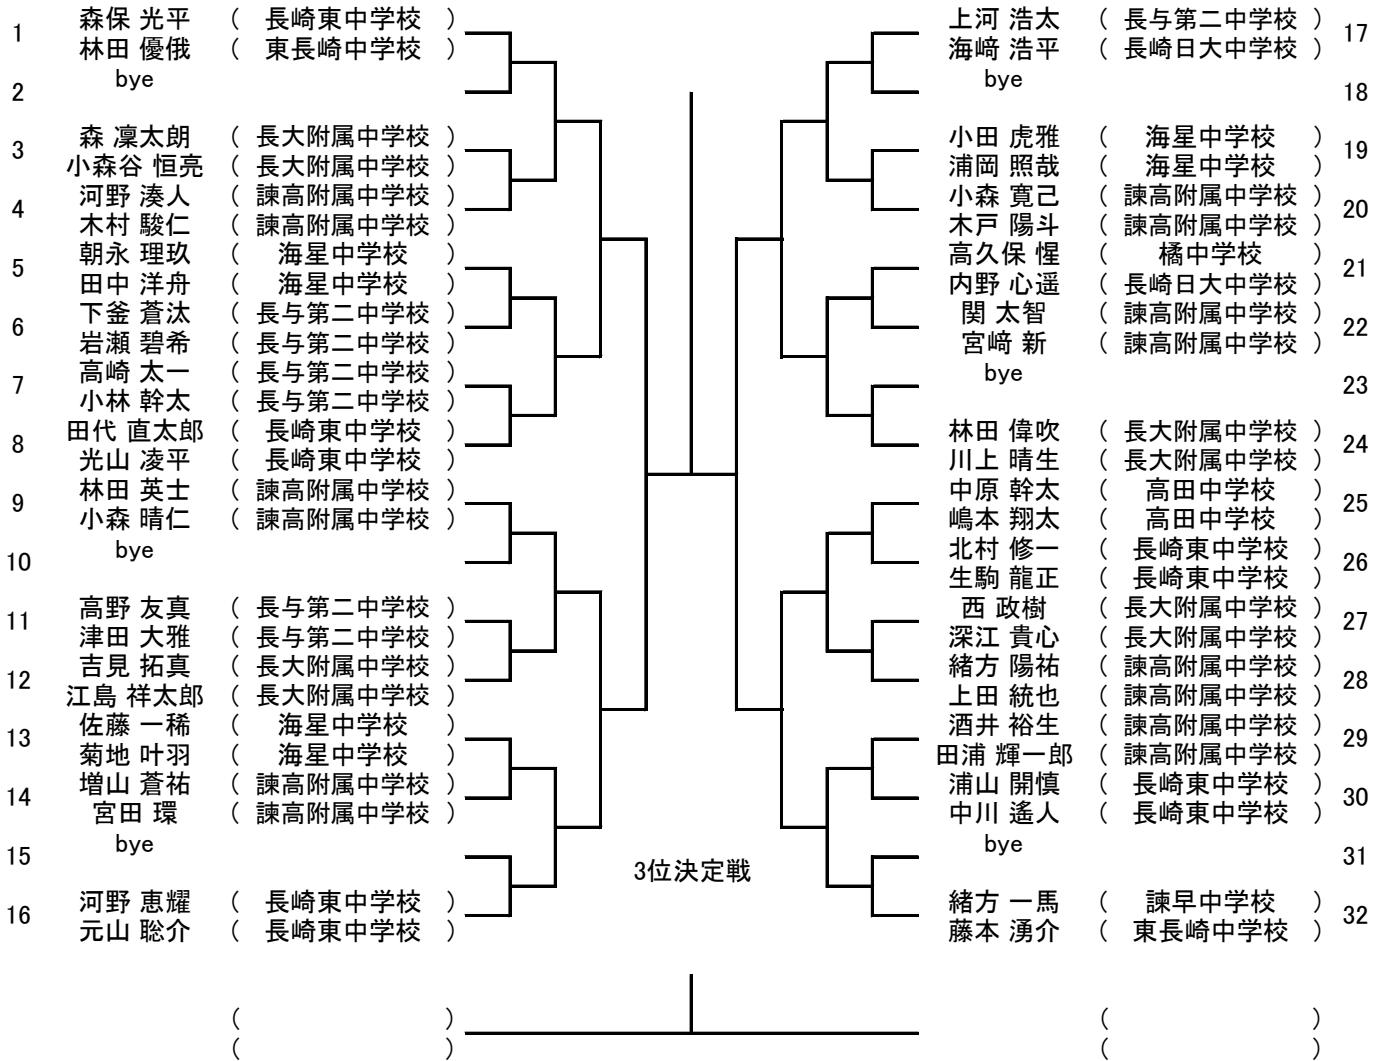 1 森保 光平 ( 長崎東中学校 )
林田 優俄 ( 東長崎中学校 )
2 bye
3 森 凜太朗 ( 長大附属中学校 )
小森谷 恒亮 ( 長大附属中学校 )
4 河野 湊人 ( 諫高附属中学校 )
木村 駿仁 ( 諫高附属中学校 )
5 朝永 理玖 ( 海星中学校 )
田中 洋舟 ( 海星中学校 )
6 下釜 蒼汰 ( 長与第二中学校 )
岩瀬 碧希 ( 長与第二中学校 )
7 高崎 太一 ( 長与第二中学校 )
小林 幹太 ( 長与第二中学校 )
8 田代 直太郎 ( 長崎東中学校 )
光山 凌平 ( 長崎東中学校 )
9 林田 英士 ( 諫高附属中学校 )
小森 晴仁 ( 諫高附属中学校 )
10 bye
11 高野 友真 ( 長与第二中学校 )
津田 大雅 ( 長与第二中学校 )
12 吉見 拓真 ( 長大附属中学校 )
江島 祥太郎 ( 長大附属中学校 )
13 佐藤 一稀 ( 海星中学校 )
菊地 叶羽 ( 海星中学校 )
14 増山 蒼祐 ( 諫高附属中学校 )
宮田 環 ( 諫高附属中学校 )
15 bye
16 河野 恵耀 ( 長崎東中学校 )
元山 聡介 ( 長崎東中学校 )
( )
( )
3位決定戦
上河 浩太 ( 長与第二中学校 ) 17
海﨑 浩平 ( 長崎日大中学校 )
bye 18
小田 虎雅 ( 海星中学校 ) 19
浦岡 照哉 ( 海星中学校 )
小森 寛己 ( 諫高附属中学校 ) 20
木戸 陽斗 ( 諫高附属中学校 )
高久保 惺 ( 橘中学校 ) 21
内野 心遥 ( 長崎日大中学校 )
関 太智 ( 諫高附属中学校 ) 22
宮﨑 新 ( 諫高附属中学校 )
bye 23
林田 偉吹 ( 長大附属中学校 ) 24
川上 晴生 ( 長大附属中学校 )
中原 幹太 ( 高田中学校 ) 25
嶋本 翔太 ( 高田中学校 )
北村 修一 ( 長崎東中学校 ) 26
生駒 龍正 ( 長崎東中学校 )
西 政樹 ( 長大附属中学校 ) 27
深江 貴心 ( 長大附属中学校 )
緒方 陽祐 ( 諫高附属中学校 ) 28
上田 統也 ( 諫高附属中学校 )
酒井 裕生 ( 諫高附属中学校 ) 29
田浦 輝一郎 ( 諫高附属中学校 )
浦山 開慎 ( 長崎東中学校 ) 30
中川 遙人 ( 長崎東中学校 )
bye 31
緒方 一馬 ( 諫早中学校 ) 32
藤本 湧介 ( 東長崎中学校 )
( )
( )